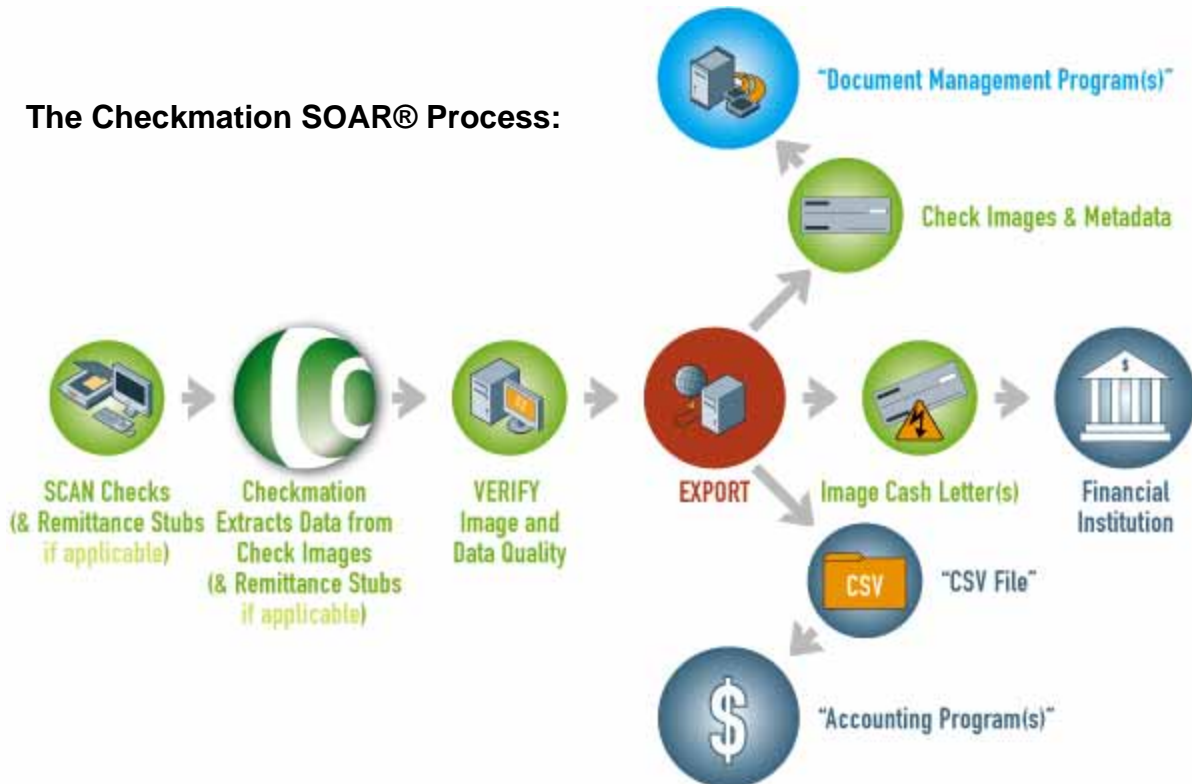 The Checkmation SOAR® Process:
"Document Management Program(s)"
Check Images & Metadata
SCAN Checks
(& Remittance Stubs
if applicable)
Checkmation
Extracts Data from
Check Images
(& Remittance Stubs
if applicable)
VERIFY
Image and
Data Quality
EXPORT
Image Cash Letter(s)
$
Financial
Institution
CSV
"CSV File"
$
"Accounting Program(s)"